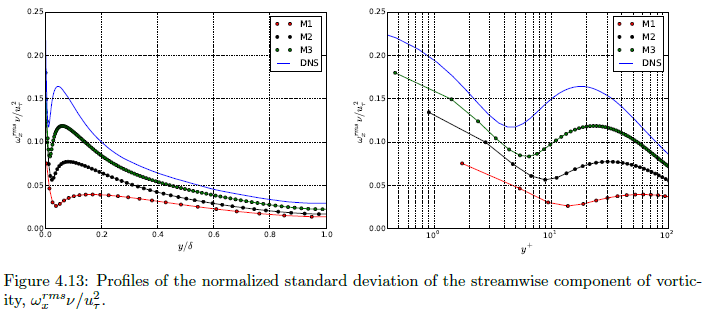 0.25
0.20
0.15
0.10
0.05
0.00
ω_x^{rms} ν/u_τ^2
0.0
0.2
0.4
0.6
0.8
1.0
y/δ
M1
M2
M3
DNS
0.25
0.20
0.15
0.10
0.05
0.00
ω_x^{rms} ν/u_τ^2
10^0
10^1
10^2
y^+
M1
M2
M3
DNS
Figure 4.13: Profiles of the normalized standard deviation of the streamwise component of vortic-
ity, ω_x^{rms} ν/u_τ^2.